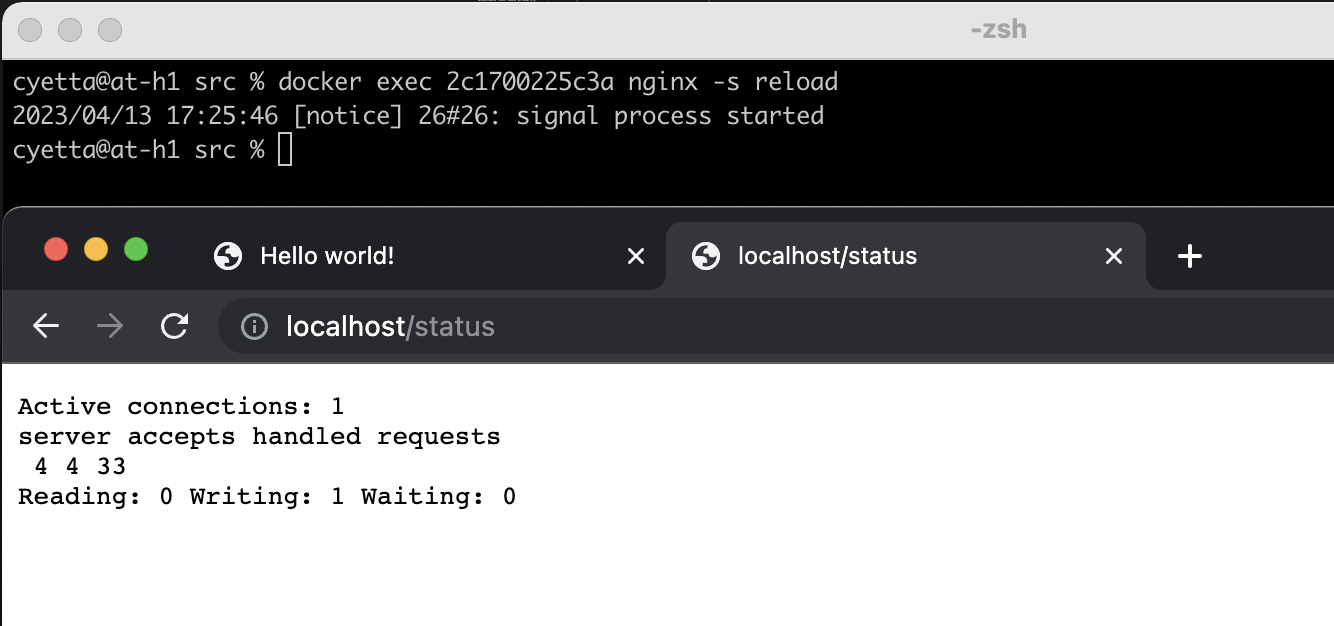 -zsh
cyetta@at-h1 src % docker exec 2c1700225c3a nginx -s reload
2023/04/13 17:25:46 [notice] 26#26: signal process started
cyetta@at-h1 src %
Hello world!
localhost/status
localhost/status
Active connections: 1
server accepts handled requests
4 4 33
Reading: 0 Writing: 1 Waiting: 0